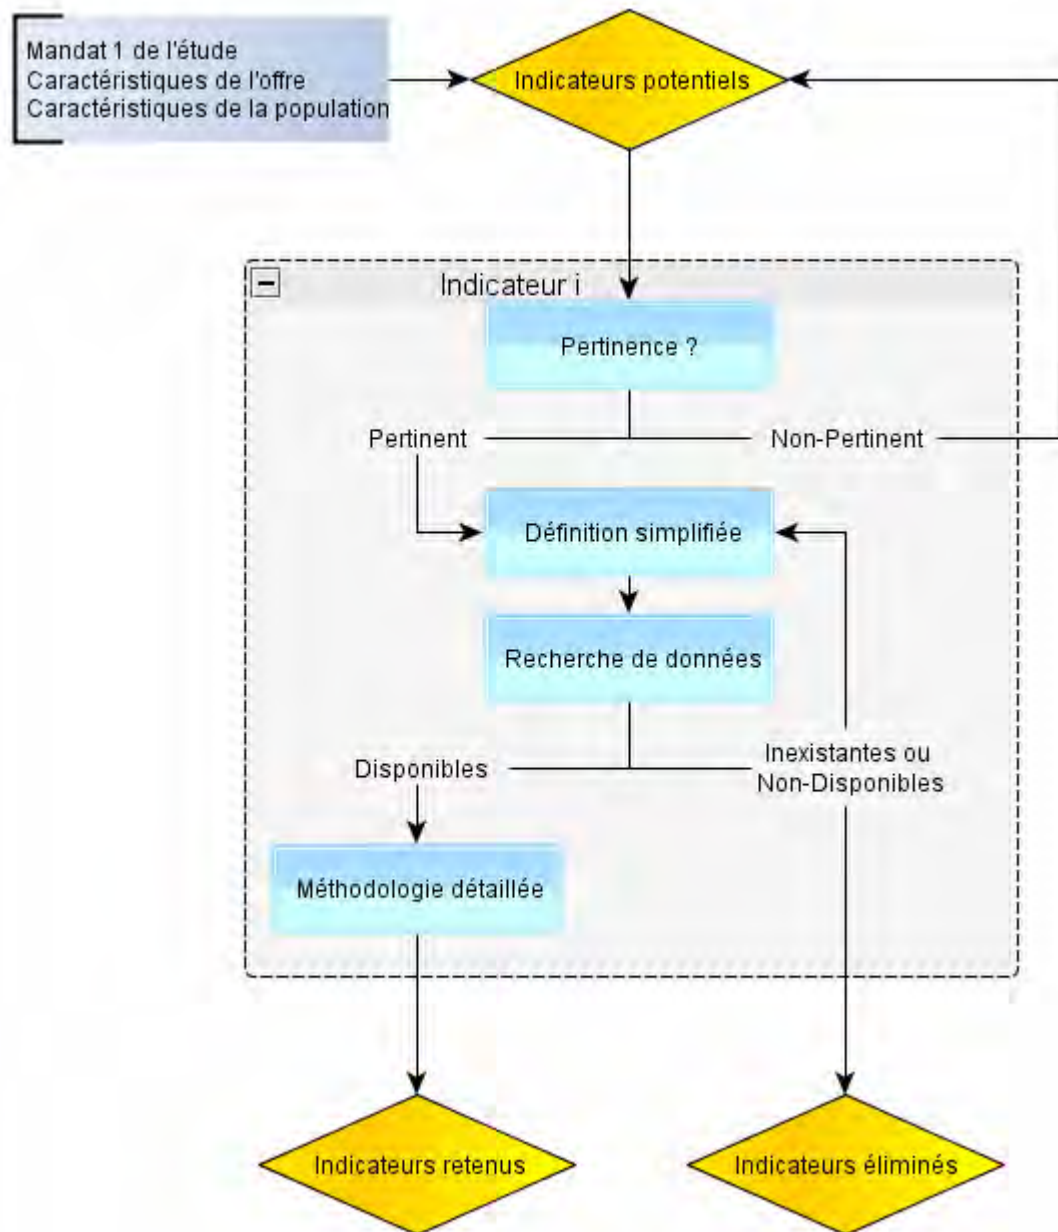 Mandat 1 de l'étude
Caractéristiques de l'offre
Caractéristiques de la population
Indicateurs potentiels
Indicateur i
Pertinence ?
Pertinent
Non-Pertinent
Définition simplifiée
Recherche de données
Disponibles
Inexistantes ou
Non-Disponibles
Méthodologie détaillée
Indicateurs retenus
Indicateurs éliminés